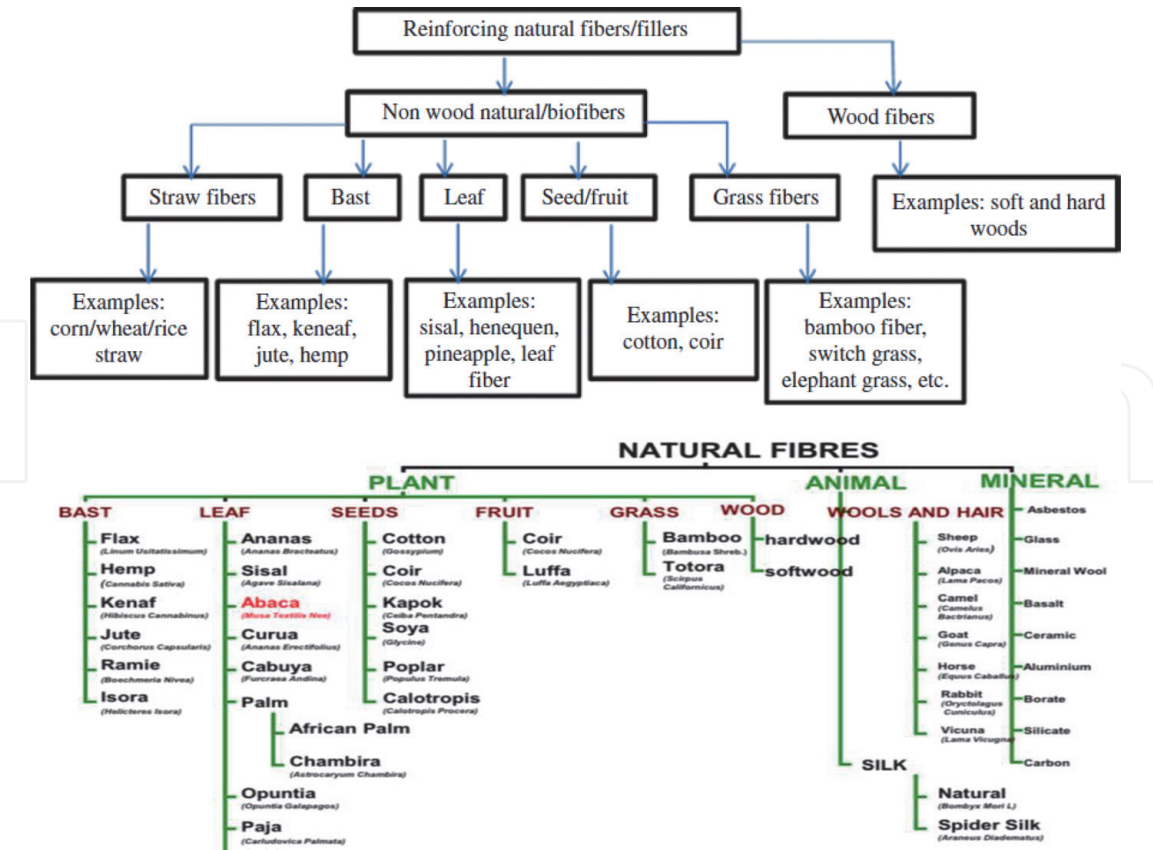 Reinforcing natural fibers/fillers
Non wood natural/biofibers
Wood fibers
Straw fibers
Bast
Leaf
Seed/fruit
Grass fibers
Examples: soft and hard
woods
Examples:
corn/wheat/rice
straw
Examples:
flax, keneaf,
jute, hemp
Examples:
sisal, henequen,
pineapple, leaf
fiber
Examples:
cotton, coir
Examples:
bamboo fiber,
switch grass,
elephant grass, etc.
NATURAL FIBRES
PLANT
ANIMAL
MINERAL
BAST
Flax
(Linum Usitatissimum)
Hemp
(Cannabis Sativa)
Kenaf
(Hibiscus Cannabinus)
Jute
(Corchorus Capsularis)
Ramie
(Boechmeria Nivea)
Isora
(Helicteres Isora)
LEAF
Ananas
(Ananas Bracteatus)
Sisal
(Agave Sisalana)
Abaca
(Musa Textilis Nee)
Curua
(Ananas Erectifolius)
Cabuya
(Furcraea Andina)
Palm
African Palm
Chambira
(Astrocaryum Chambira)
Opuntia
(Opuntia Galapagos)
Paja
(Carludovica Palmata)
SEEDS
Cotton
(Gossypium)
Coir
(Cocos Nucifera)
Kapok
(Ceiba Pentandra)
Soya
(Glycine)
Poplar
(Populus Tremula)
Calotropis
(Calotropis Procera)
FRUIT
Coir
(Cocos Nucifera)
Luffa
(Luffa Aegyptiaca)
GRASS
Bamboo
(Bambusa Shreb.)
Totora
(Scirpus
Californicus)
WOOD
hardwood
softwood
WOOLS AND HAIR
Sheep
(Ovis Aries)
Alpaca
(Lama Pacos)
Camel
(Camelus
Bactrianus)
Goat
(Genus Capra)
Horse
(Equus Caballus)
Rabbit
(Oryctolagus
Cuniculus)
Vicuna
(Lama Vicugna)
SILK
Natural
(Bombyx Mori L)
Spider Silk
(Araneus Diadematus)
Asbestos
Glass
Mineral Wool
Basalt
Ceramic
Aluminium
Borate
Silicate
Carbon